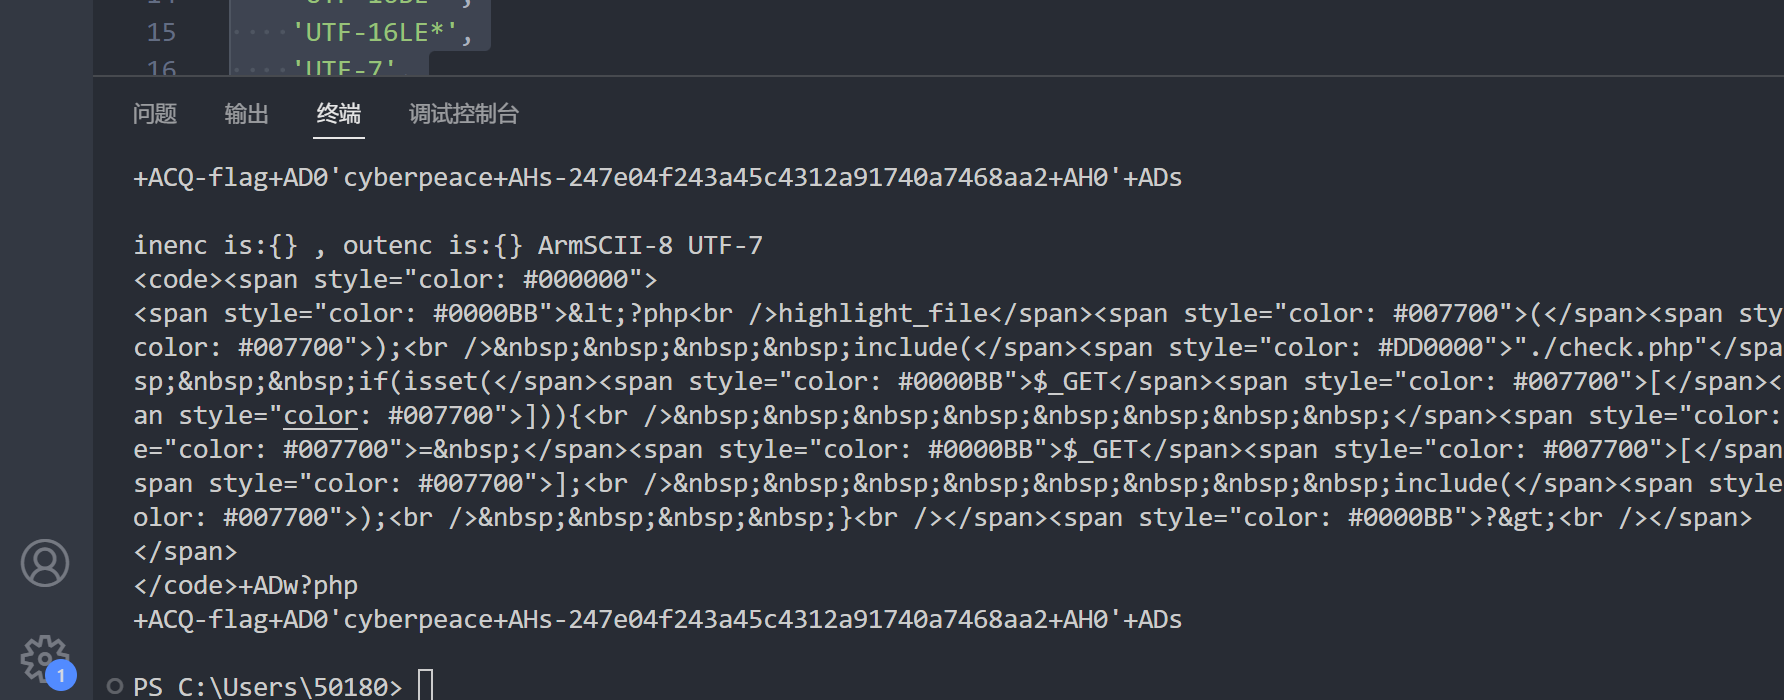 15 'UTF-16LE*',
16 'UTF-7',
问题 输出 终端 调试控制台
+ACQ-flag+AD0'cyberpeace+AHs-247e04f243a45c4312a91740a7468aa2+AH0'+ADs
inenc is:{} , outenc is:{} ArmSCII-8 UTF-7
<code><span style="color: #000000">
<span style="color: #0000BB">&lt;?php<br />highlight_file</span><span style="color: #007700">(</span><span sty
color: #007700">);<br />&nbsp;&nbsp;&nbsp;&nbsp;include(</span><span style="color: #DD0000">"./check.php"</spa
sp;&nbsp;&nbsp;if(isset(</span><span style="color: #0000BB">$_GET</span><span style="color: #007700">[</span><
an style="color: #007700">])){<br />&nbsp;&nbsp;&nbsp;&nbsp;&nbsp;&nbsp;&nbsp;&nbsp;</span><span style="color:
e="color: #007700">=&nbsp;</span><span style="color: #0000BB">$_GET</span><span style="color: #007700">[</span
span style="color: #007700">];<br />&nbsp;&nbsp;&nbsp;&nbsp;&nbsp;&nbsp;&nbsp;&nbsp;include(</span><span style
olor: #007700">);<br />&nbsp;&nbsp;&nbsp;&nbsp;}<br /></span><span style="color: #0000BB">?&gt;<br /></span>
</span>
</code>+ADw?php
+ACQ-flag+AD0'cyberpeace+AHs-247e04f243a45c4312a91740a7468aa2+AH0'+ADs
1
PS C:\Users\50180>